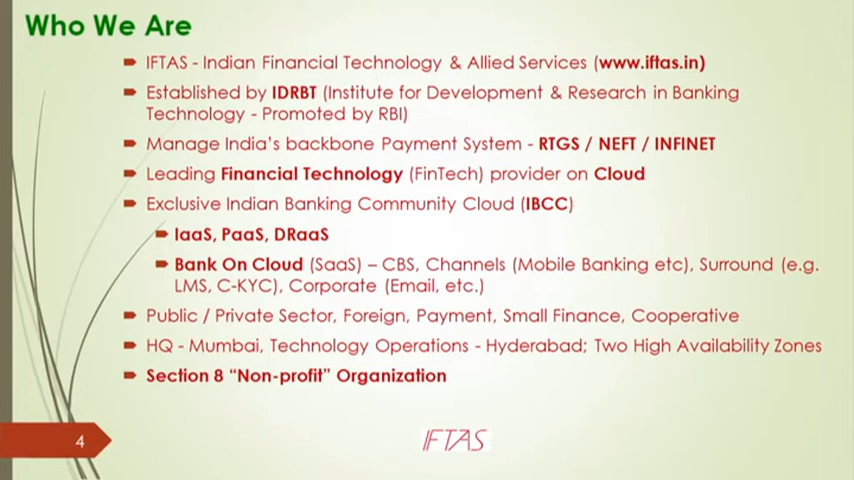 Who We Are
IFTAS - Indian Financial Technology & Allied Services (www.iftas.in)
Established by IDRBT (Institute for Development & Research in Banking
Technology - Promoted by RBI)
Manage India's backbone Payment System - RTGS / NEFT / INFINET
Leading Financial Technology (FinTech) provider on Cloud
Exclusive Indian Banking Community Cloud (IBCC)
IaaS, PaaS, DRaaS
Bank On Cloud (SaaS) – CBS, Channels (Mobile Banking etc), Surround (e.g.
LMS, C-KYC), Corporate (Email, etc.)
Public / Private Sector, Foreign, Payment, Small Finance, Cooperative
HQ - Mumbai, Technology Operations - Hyderabad; Two High Availability Zones
Section 8 “Non-profit” Organization
4
IFTAS